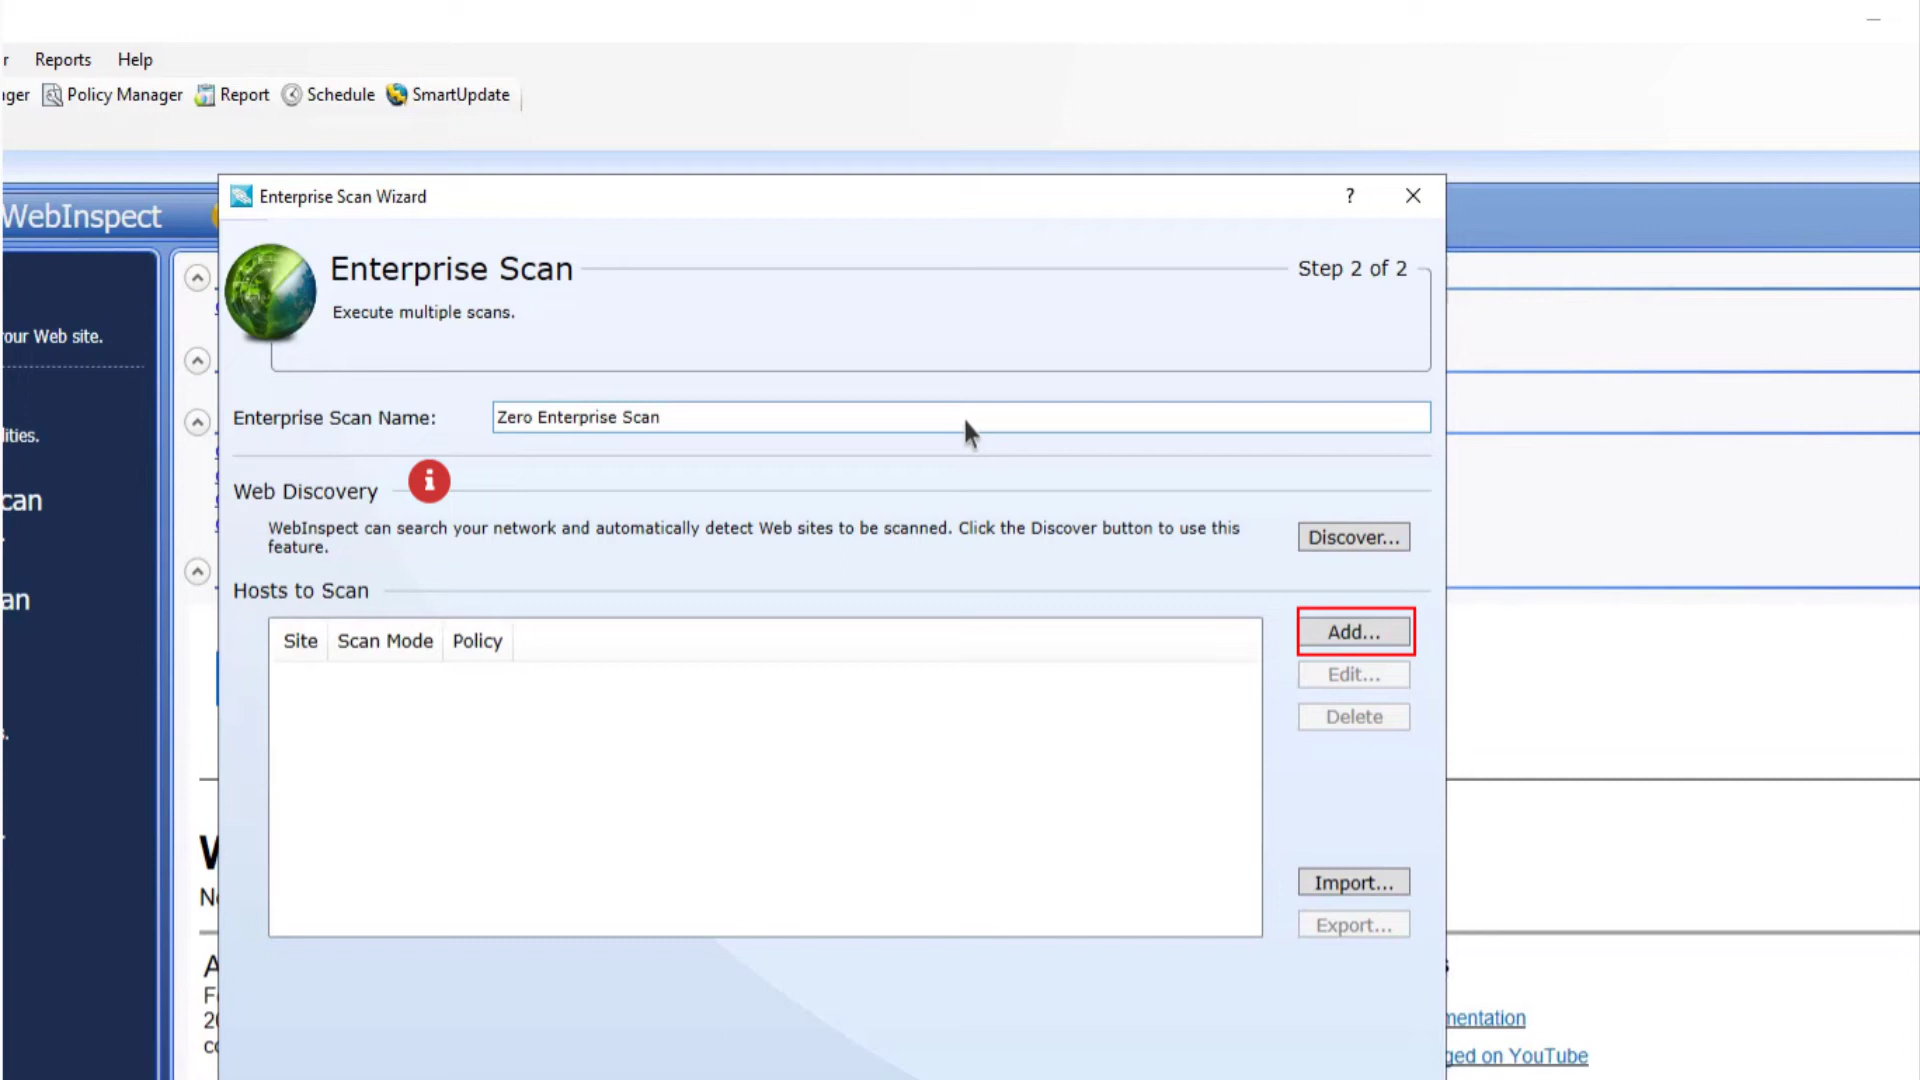 r Reports Help
ager Policy Manager Report Schedule SmartUpdate
Enterprise Scan Wizard ?
WebInspect
Enterprise Scan Step 2 of 2
Execute multiple scans.
our Web site.
Enterprise Scan Name: Zero Enterprise Scan
lities.
Web Discovery i
can
WebInspect can search your network and automatically detect Web sites to be scanned. Click the Discover button to use this
feature.
Discover...
Hosts to Scan
an
Add...
Site Scan Mode Policy
Edit...
Delete
s.
W
Import...
No
Export...
A
mentation
ged on YouTube